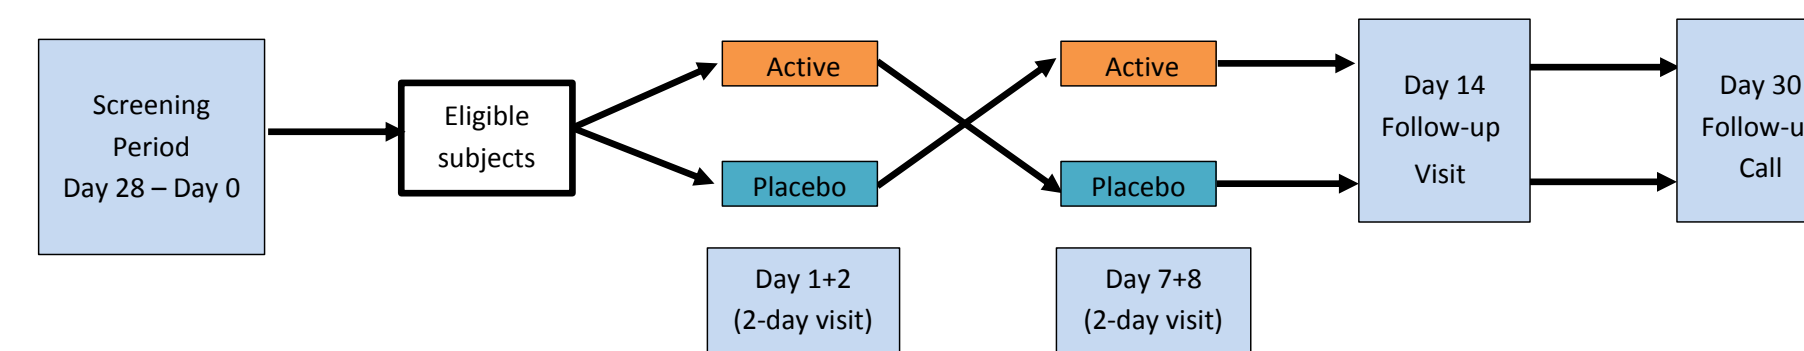 Screening
Period
Day 28 – Day 0
Eligible
subjects
Active
Placebo
Day 1+2
(2-day visit)
Active
Placebo
Day 7+8
(2-day visit)
Day 14
Follow-up
Visit
Day 30
Follow-u
Call